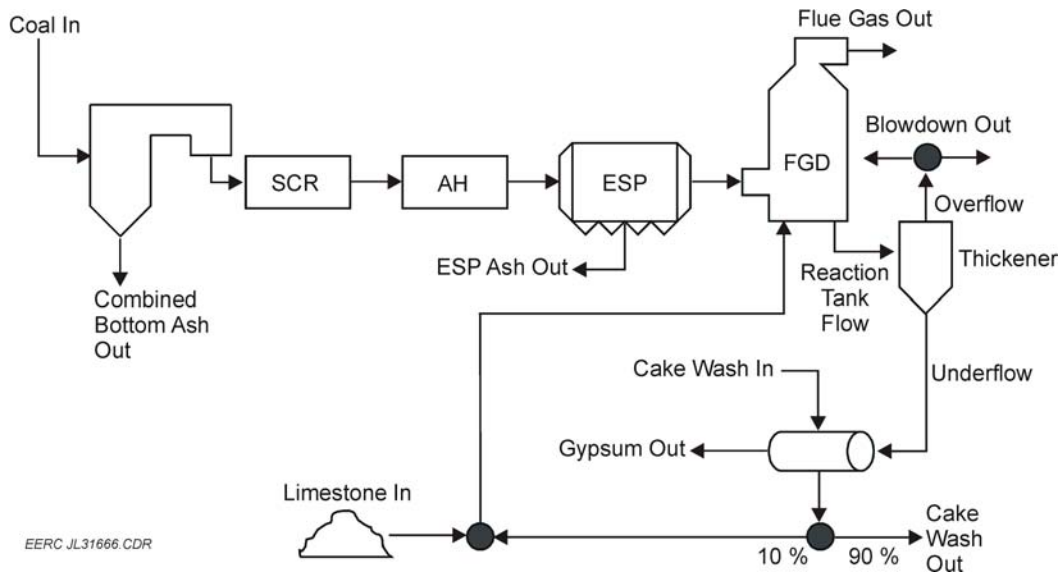 Coal In
Flue Gas Out
Blowdown Out
SCR
AH
ESP
FGD
Overflow
ESP Ash Out
Thickener
Reaction
Tank
Flow
Combined
Bottom Ash
Out
Cake Wash In
Underflow
Gypsum Out
Limestone In
Cake
Wash
Out
10 %
90 %
EERC JL31666.CDR